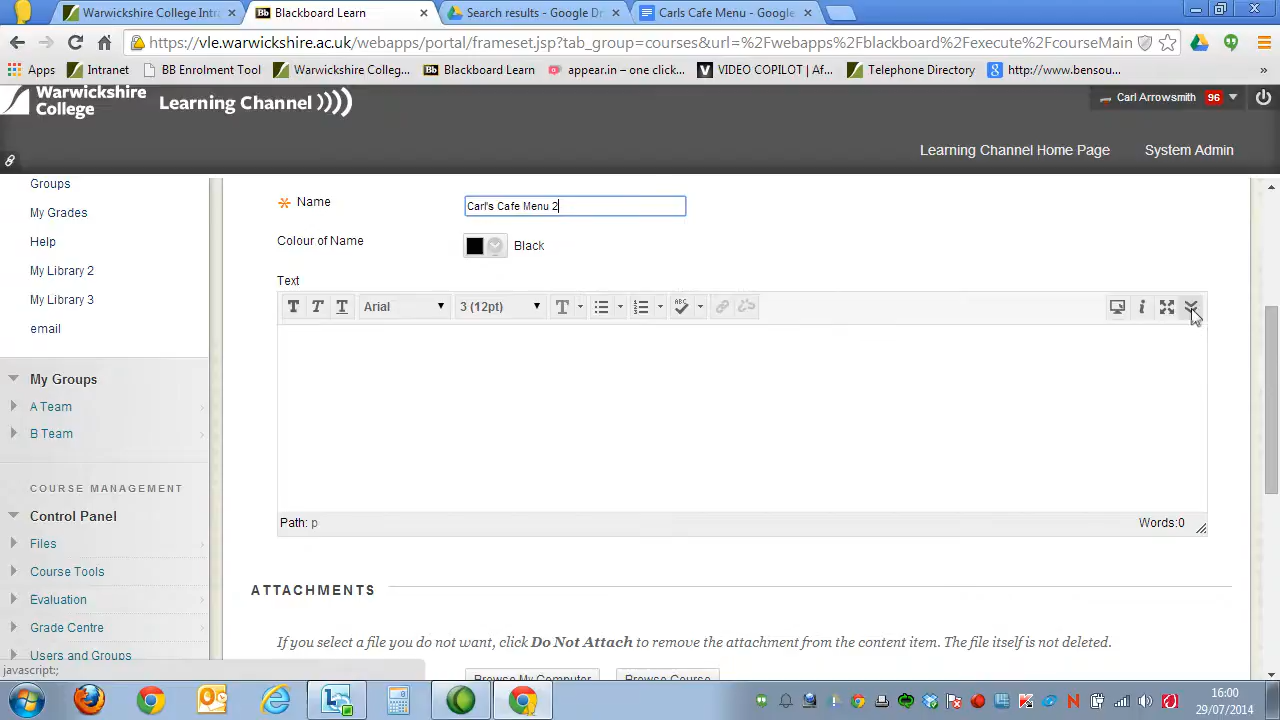 Warwickshire College Intr
Blackboard Learn
Search results - Google Dr
Carls Cafe Menu - Google
https://vle.warwickshire.ac.uk/webapps/portal/frameset.jsp?tab_group=courses&url=%2Fwebapps%2Fblackboard%2Fexecute%2FcourseMain
Apps
Intranet
BB Enrolment Tool
Warwickshire Colleg...
Blackboard Learn
appear.in – one click...
VIDEO COPILOT | Af...
Telephone Directory
http://www.bensou...
»
Warwickshire College
Learning Channel
Carl Arrowsmith 96
Learning Channel Home Page
System Admin
Groups
My Grades
Help
My Library 2
My Library 3
email
My Groups
A Team
B Team
COURSE MANAGEMENT
Control Panel
Files
Course Tools
Evaluation
Grade Centre
Users and Groups
javascript:;
Name
Carl's Cafe Menu 2
Colour of Name
Black
Text
T T T Arial 3 (12pt) T ABC i
Path: p
Words:0
ATTACHMENTS
If you select a file you do not want, click Do Not Attach to remove the attachment from the content item. The file itself is not deleted.
Browse My Computer
Browse Course
16:00
29/07/2014